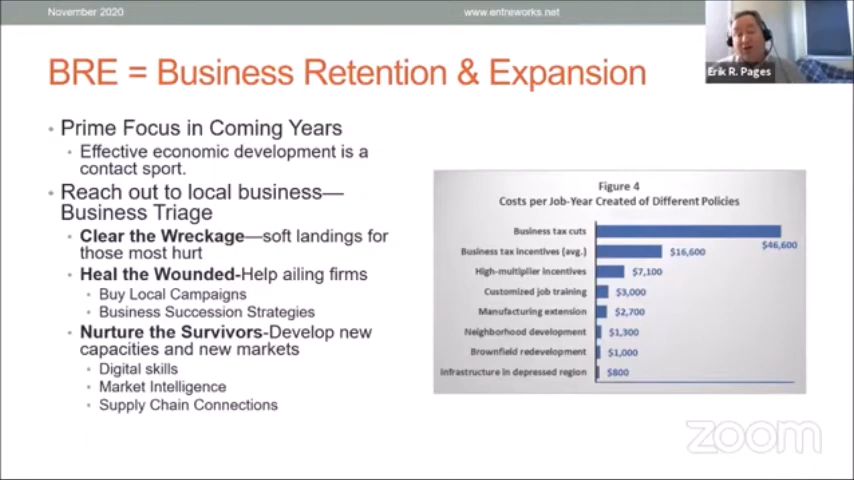 November 2020
www.entreworks.net
Erik R. Pages
BRE = Business Retention & Expansion
• Prime Focus in Coming Years
• Effective economic development is a
contact sport.
• Reach out to local business—
Business Triage
• Clear the Wreckage—soft landings for
those most hurt
• Heal the Wounded-Help ailing firms
• Buy Local Campaigns
• Business Succession Strategies
• Nurture the Survivors-Develop new
capacities and new markets
• Digital skills
• Market Intelligence
• Supply Chain Connections
Figure 4
Costs per Job-Year Created of Different Policies
Business tax cuts
$46,600
Business tax incentives (avg.) $16,600
High-multiplier incentives $7,100
Customized job training $3,000
Manufacturing extension $2,700
Neighborhood development $1,300
Brownfield redevelopment $1,000
Infrastructure in depressed region $800
zoom